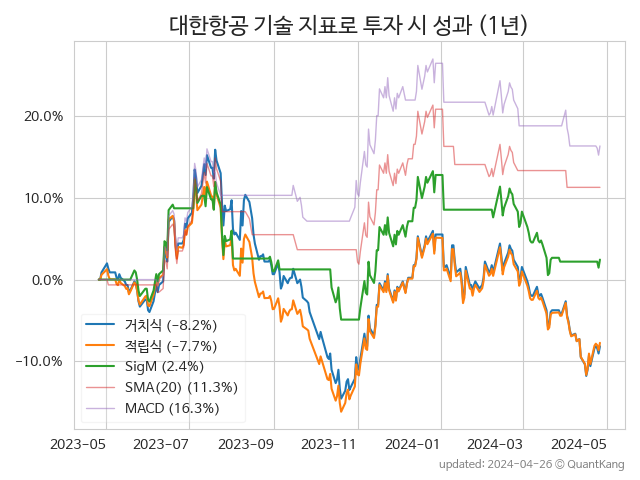 대한항공 기술 지표로 투자 시 성과 (1년)
20.0%
10.0%
0.0%
−10.0%
거치식 (−8.2%)
적립식 (−7.7%)
SigM (2.4%)
SMA(20) (11.3%)
MACD (16.3%)
2023−05 2023−07 2023−09 2023−11 2024−01 2024−03 2024−05
updated: 2024-04-26 © QuantKang